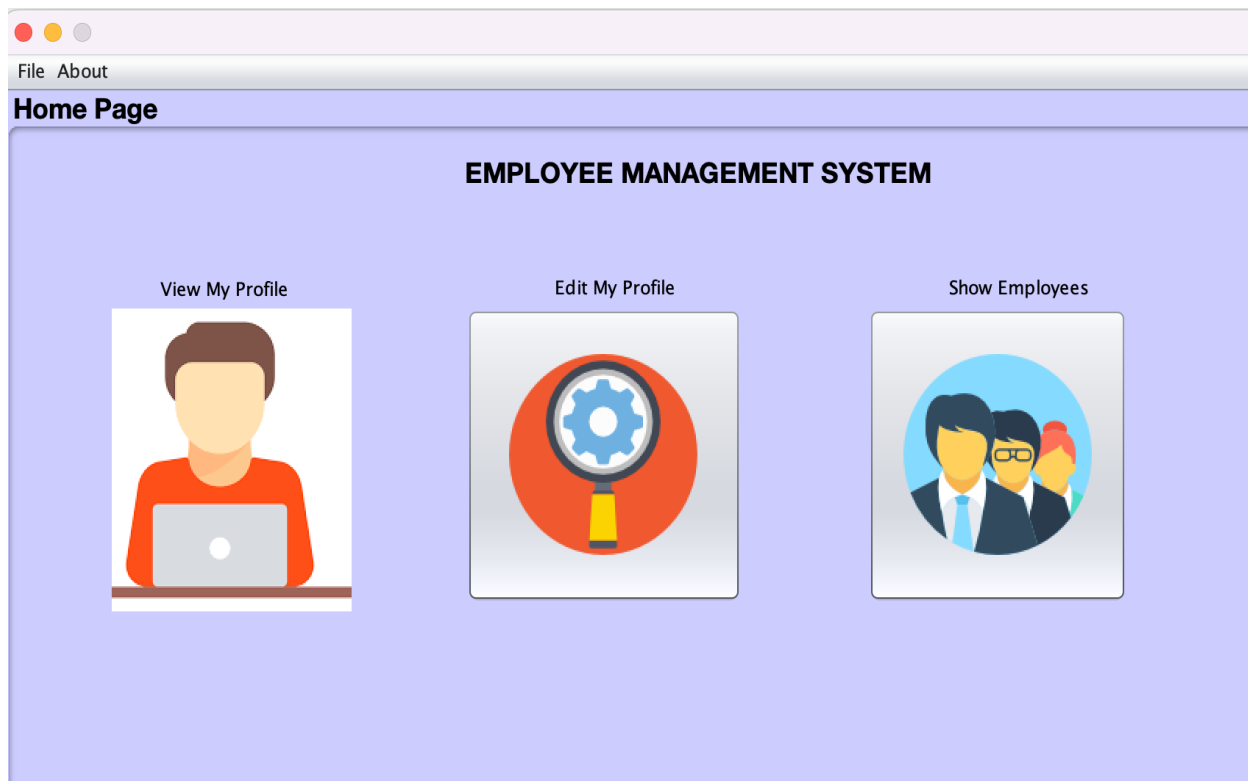 File About
Home Page
EMPLOYEE MANAGEMENT SYSTEM
View My Profile Edit My Profile Show Employees